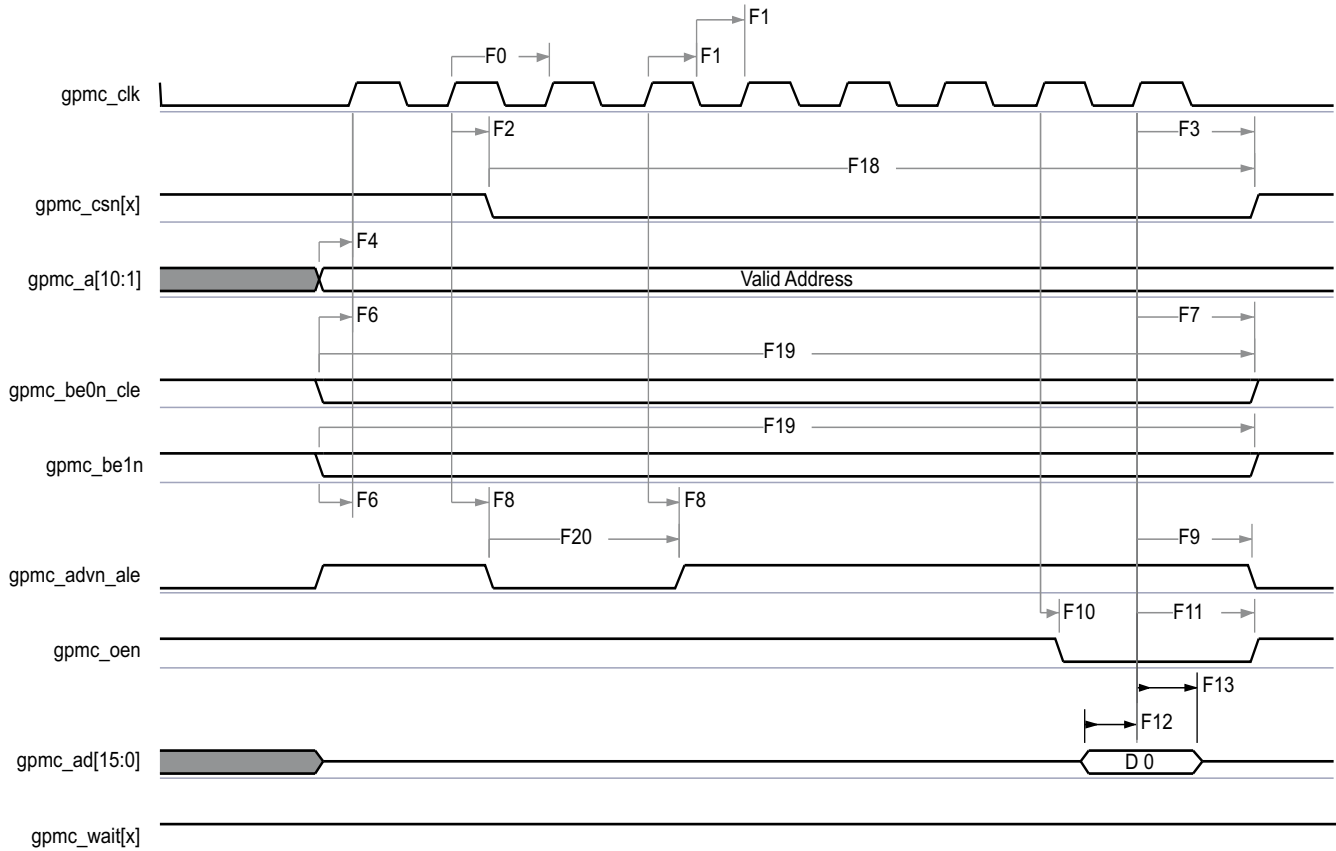 F1
F0
F1
gpmc_clk
F2
F3
F18
gpmc_csn[x]
F4
gpmc_a[10:1]
Valid Address
F6
F7
F19
gpmc_be0n_cle
F19
gpmc_be1n
F6
F8
F8
F20
F9
gpmc_advn_ale
F10
F11
gpmc_oen
F13
F12
gpmc_ad[15:0]
D 0
gpmc_wait[x]